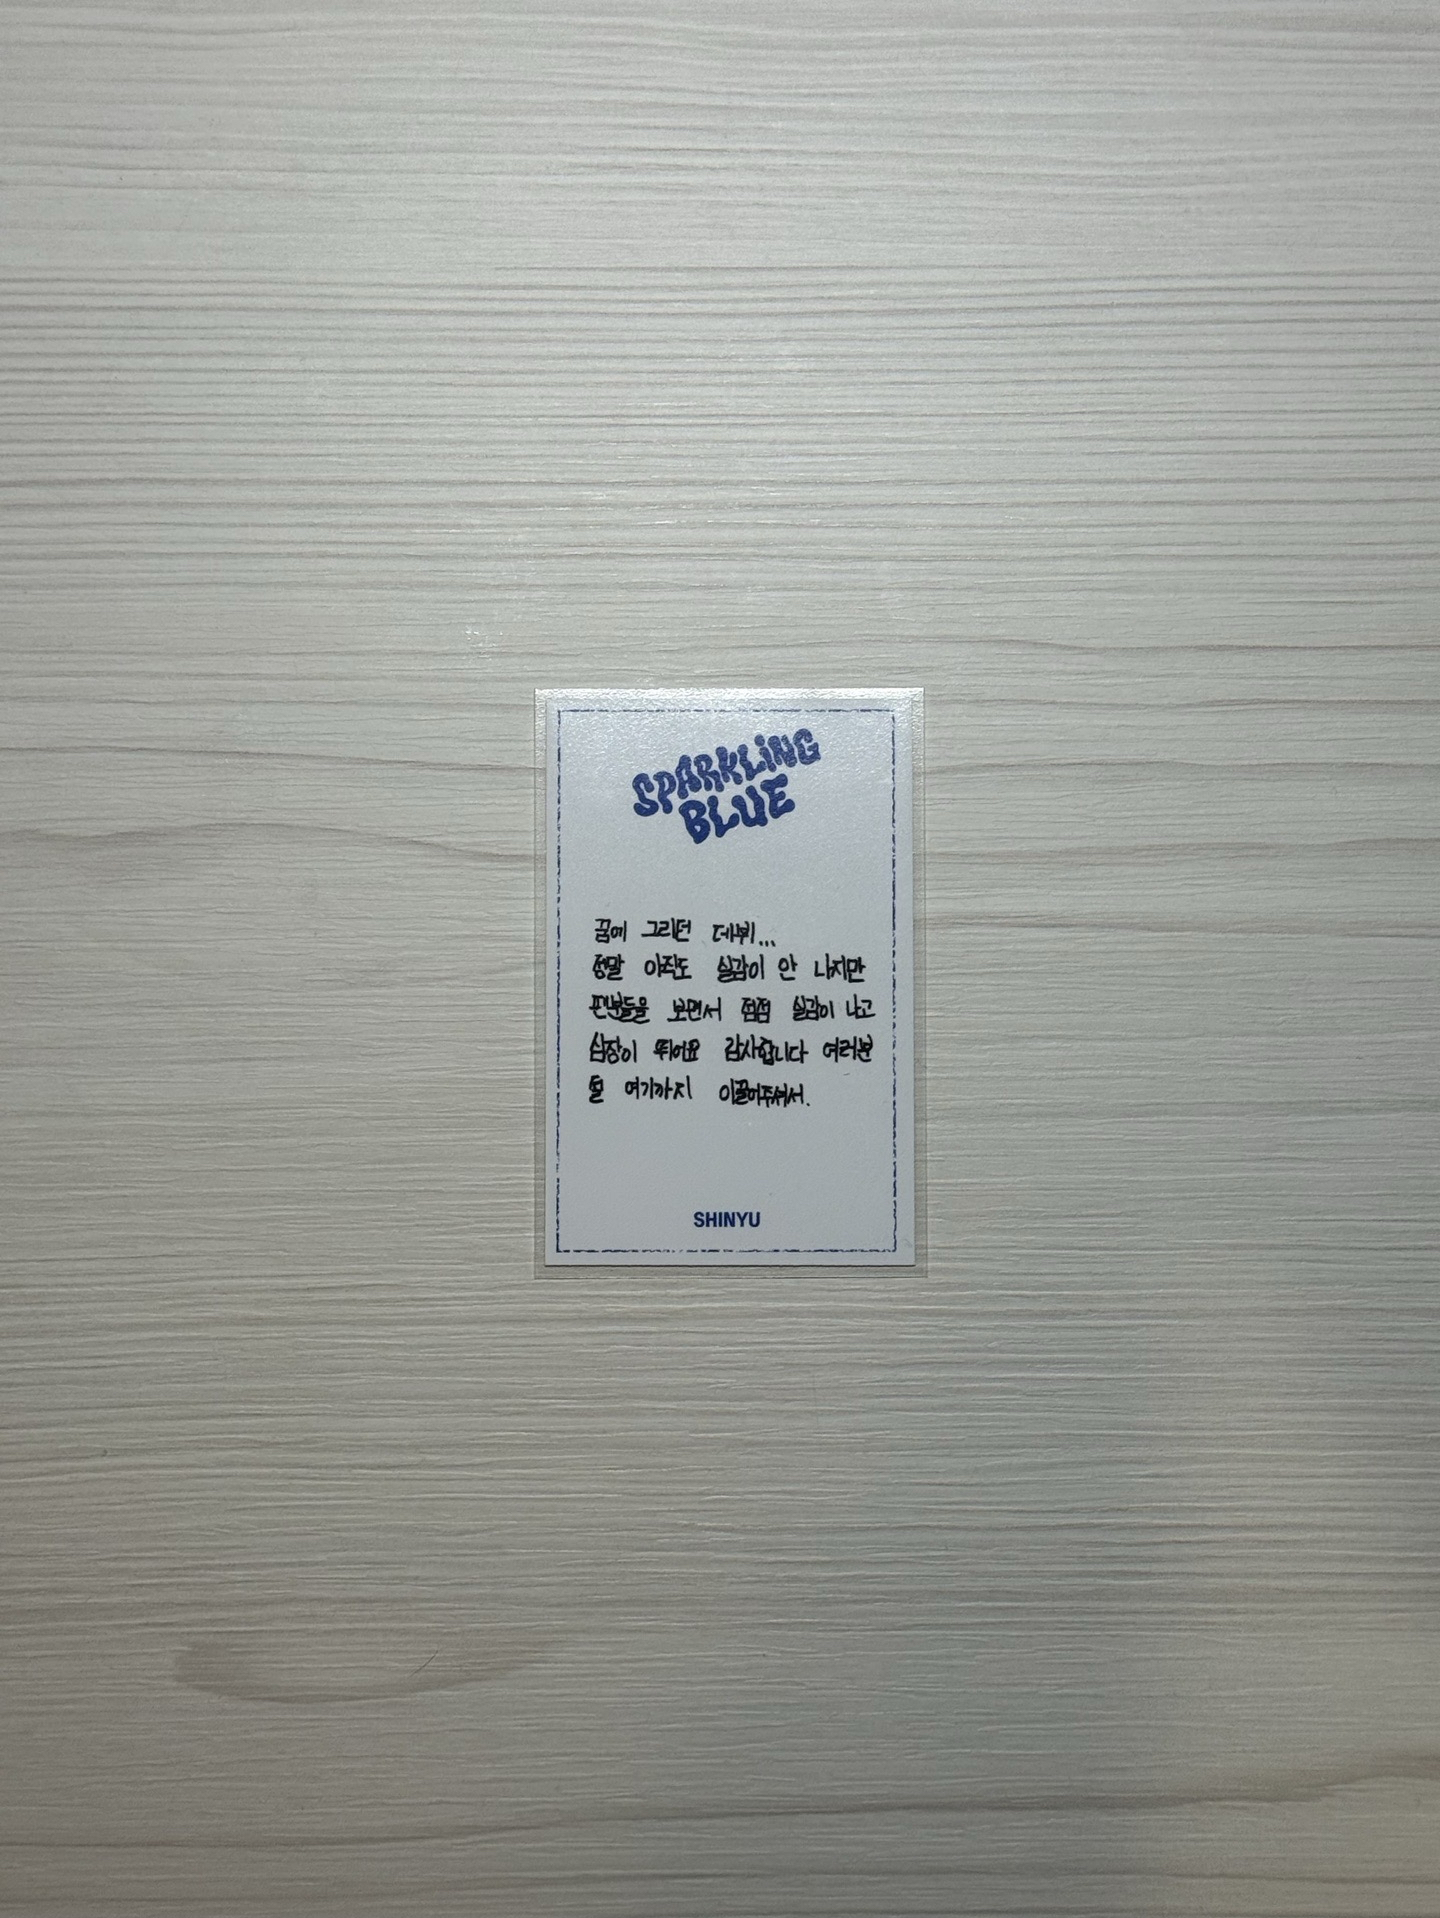 SPARKLiNG
BLUE
꿈에 그리던 데뷔...
정말 아직도 실감이 안 나지만
팬분들을 보면서 점점 실감이 나고
심장이 뛰어요 감사합니다 여러분
절 여기까지 이끌어주셔서.
SHINYU